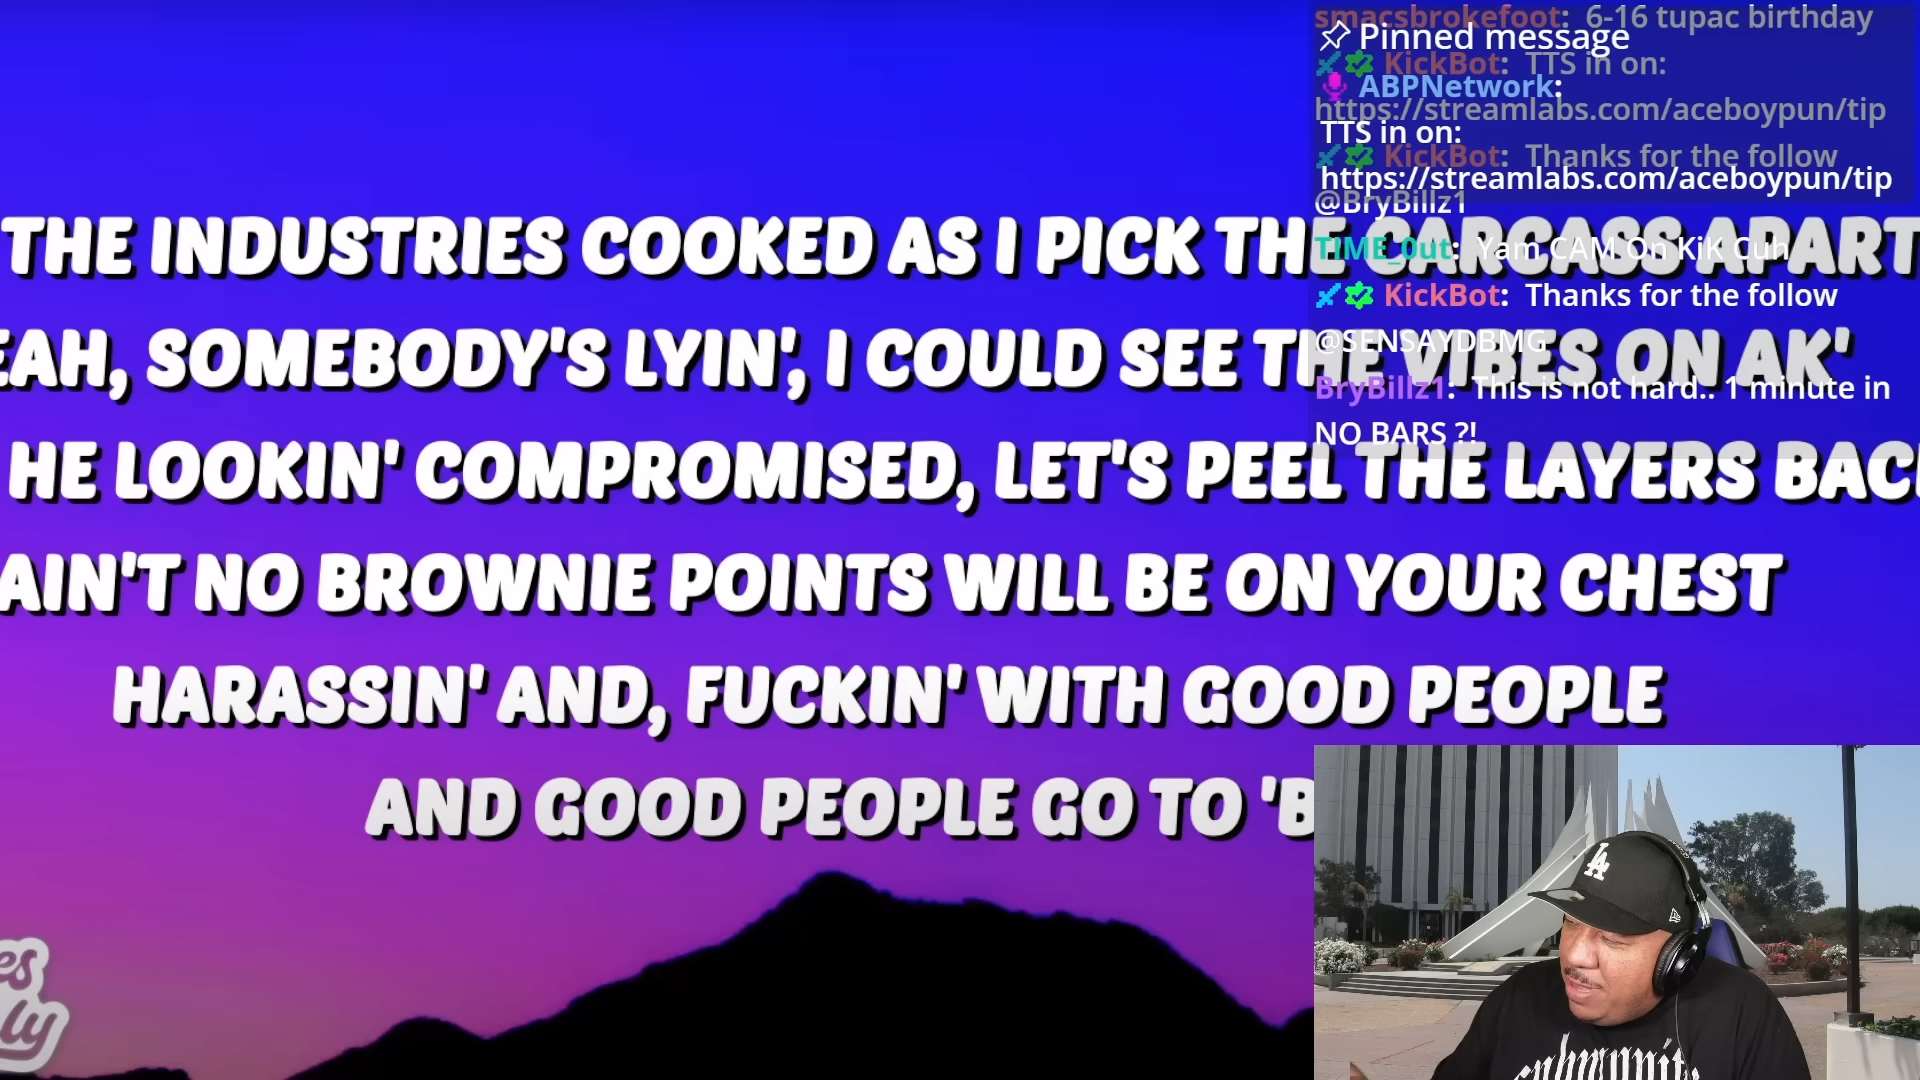 smacsbrokefoot: 6-16 tupac birthday
Pinned message
KickBot: TTS in on:
ABPNetwork:
https://streamlabs.com/aceboypun/tip
TTS in on:
KickBot: Thanks for the follow
https://streamlabs.com/aceboypun/tip
@BryBillz1
TIME_0ut: Yam CAM On KiK Cuh
KickBot: Thanks for the follow
@SENSAYDBMG
BryBillz1: This is not hard.. 1 minute in
NO BARS ?!
THE INDUSTRIES COOKED AS I PICK THE CARCASS APART
EAH, SOMEBODY'S LYIN', I COULD SEE THE VIBES ON AK'
HE LOOKIN' COMPROMISED, LET'S PEEL THE LAYERS BAC
AIN'T NO BROWNIE POINTS WILL BE ON YOUR CHEST
HARASSIN' AND, FUCKIN' WITH GOOD PEOPLE
AND GOOD PEOPLE GO TO 'B
es
ly
LA